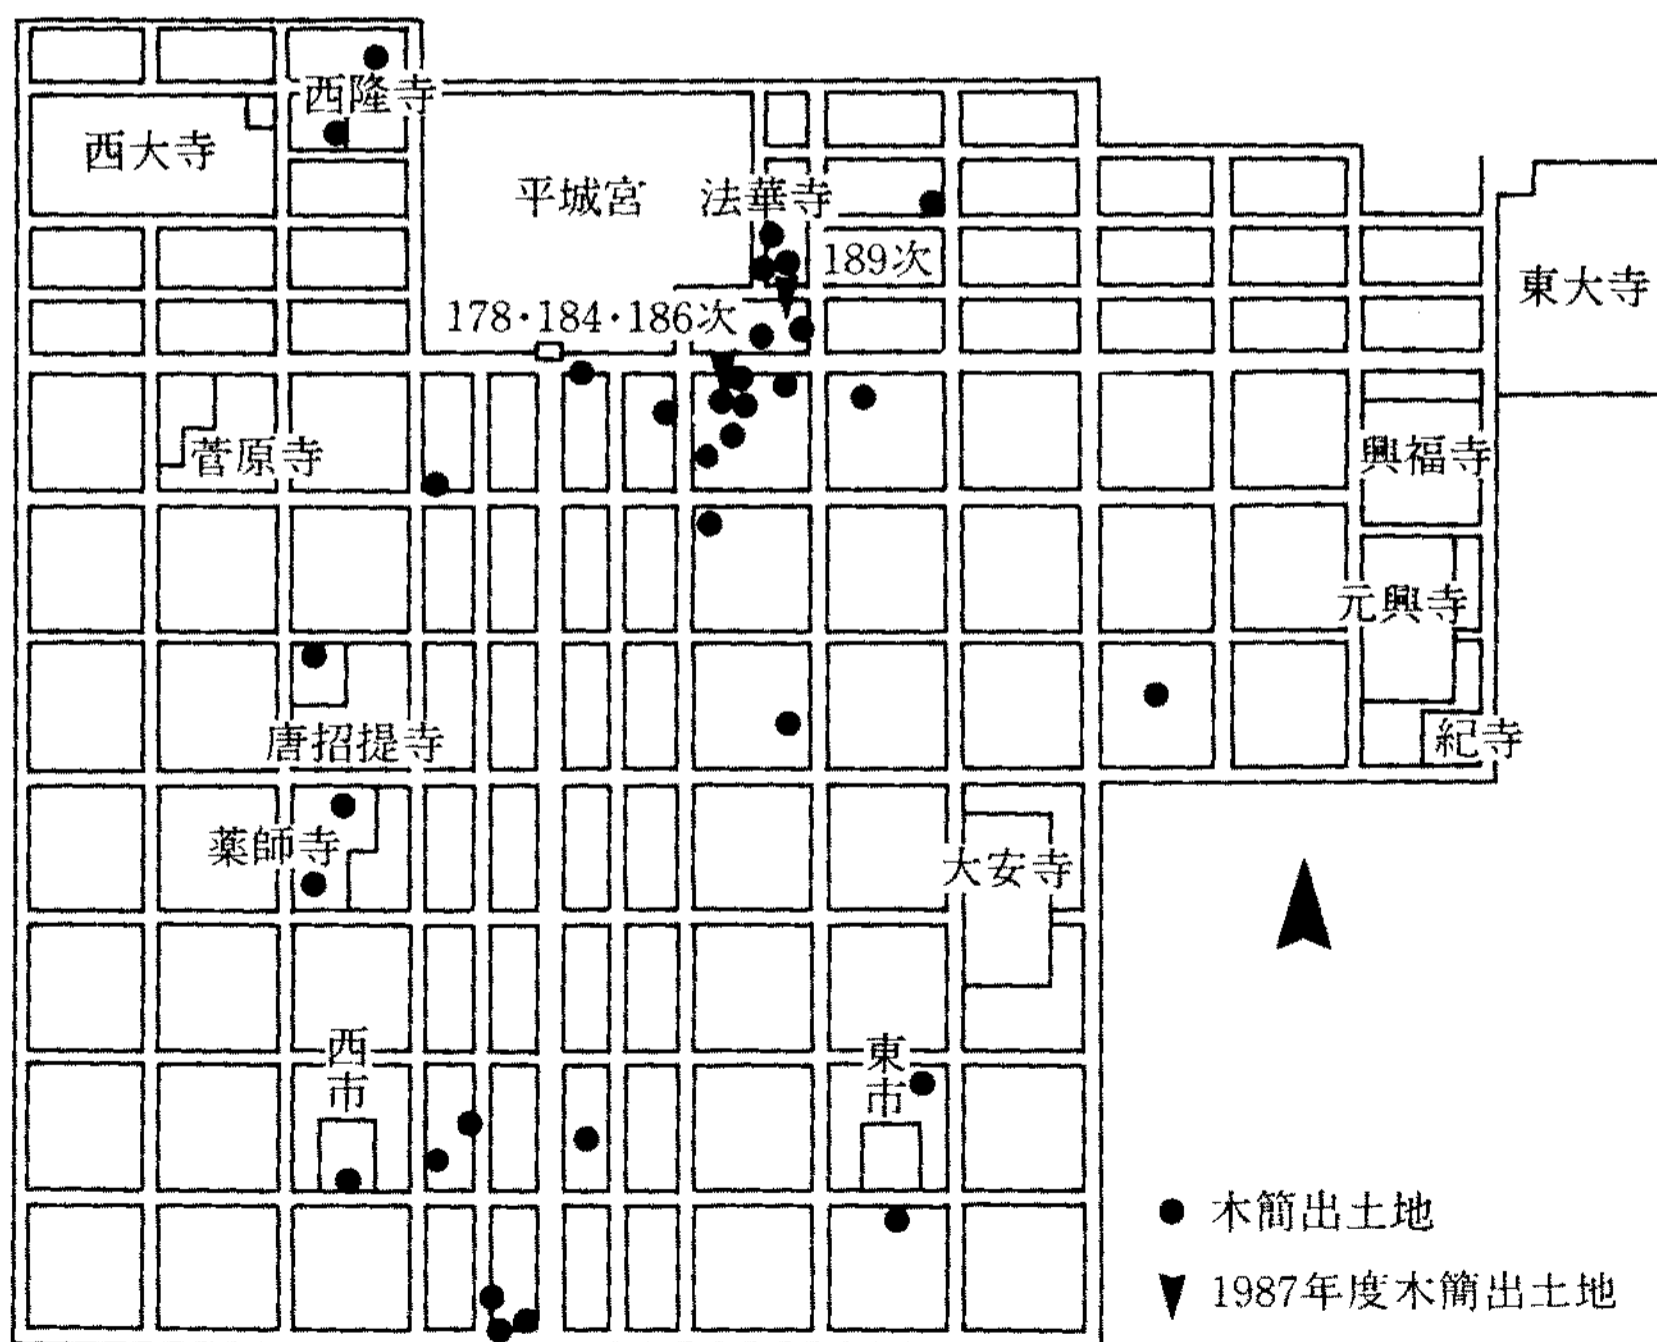 西隆寺
西大寺
平城宮
法華寺
189次
東大寺
178・184・186次
菅原寺
興福寺
元興寺
唐招提寺
紀寺
薬師寺
大安寺
西市
東市
木簡出土地
1987年度木簡出土地